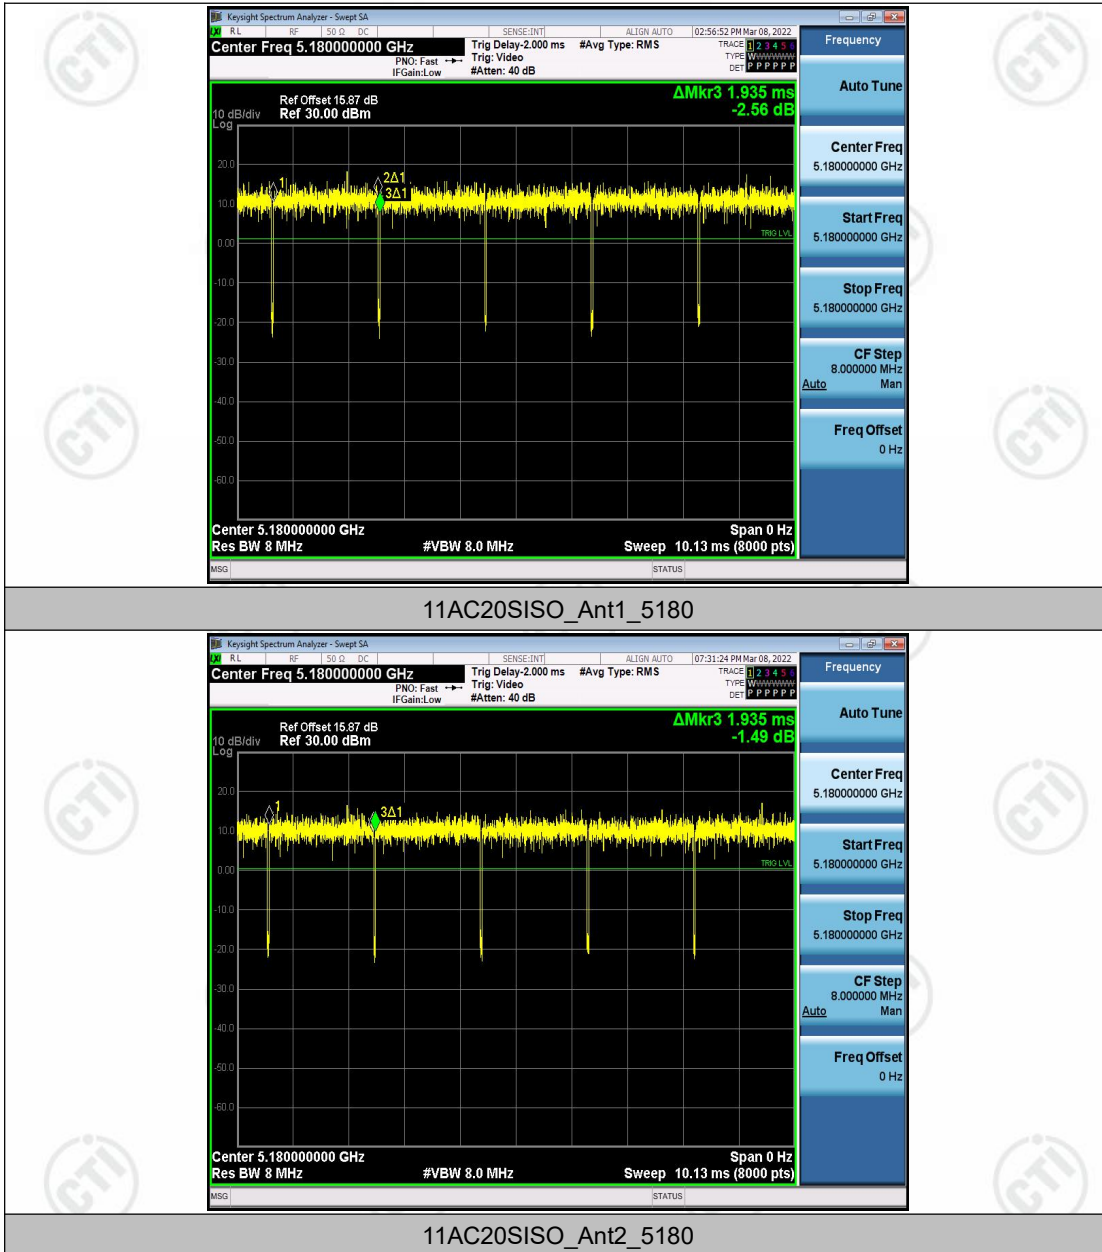 Keysight Spectrum Analyzer - Swept SA
LXI RL RF 50 Ω DC SENSE:INT ALIGN AUTO 02:56:52 PM Mar 08, 2022
Center Freq 5.180000000 GHz Trig Delay-2.000 ms #Avg Type: RMS TRACE 1 2 3 4 5 6
PNO: Fast Trig: Video TYPE WWWWWW
IFGain:Low #Atten: 40 dB DET P P P P P P
Frequency
Auto Tune
ΔMkr3 1.935 ms
-2.56 dB
Ref Offset 15.87 dB
10 dB/div Ref 30.00 dBm
Log
20.0
10.0
0.00
-10.0
-20.0
-30.0
-40.0
-50.0
-60.0
1
2Δ1
3Δ1
TRIG LVL
Center Freq
5.180000000 GHz
Start Freq
5.180000000 GHz
Stop Freq
5.180000000 GHz
CF Step
8.000000 MHz
Auto Man
Freq Offset
0 Hz
Center 5.180000000 GHz Span 0 Hz
Res BW 8 MHz #VBW 8.0 MHz Sweep 10.13 ms (8000 pts)
MSG STATUS
11AC20SISO_Ant1_5180
Keysight Spectrum Analyzer - Swept SA
LXI RL RF 50 Ω DC SENSE:INT ALIGN AUTO 07:31:24 PM Mar 08, 2022
Center Freq 5.180000000 GHz Trig Delay-2.000 ms #Avg Type: RMS TRACE 1 2 3 4 5 6
PNO: Fast Trig: Video TYPE WWWWWW
IFGain:Low #Atten: 40 dB DET P P P P P P
Frequency
Auto Tune
ΔMkr3 1.935 ms
-1.49 dB
Ref Offset 15.87 dB
10 dB/div Ref 30.00 dBm
Log
20.0
10.0
0.00
-10.0
-20.0
-30.0
-40.0
-50.0
-60.0
1
3Δ1
TRIG LVL
Center Freq
5.180000000 GHz
Start Freq
5.180000000 GHz
Stop Freq
5.180000000 GHz
CF Step
8.000000 MHz
Auto Man
Freq Offset
0 Hz
Center 5.180000000 GHz Span 0 Hz
Res BW 8 MHz #VBW 8.0 MHz Sweep 10.13 ms (8000 pts)
MSG STATUS
11AC20SISO_Ant2_5180
CTI
CTI
CTI
CTI
CTI
CTI
CTI
CTI